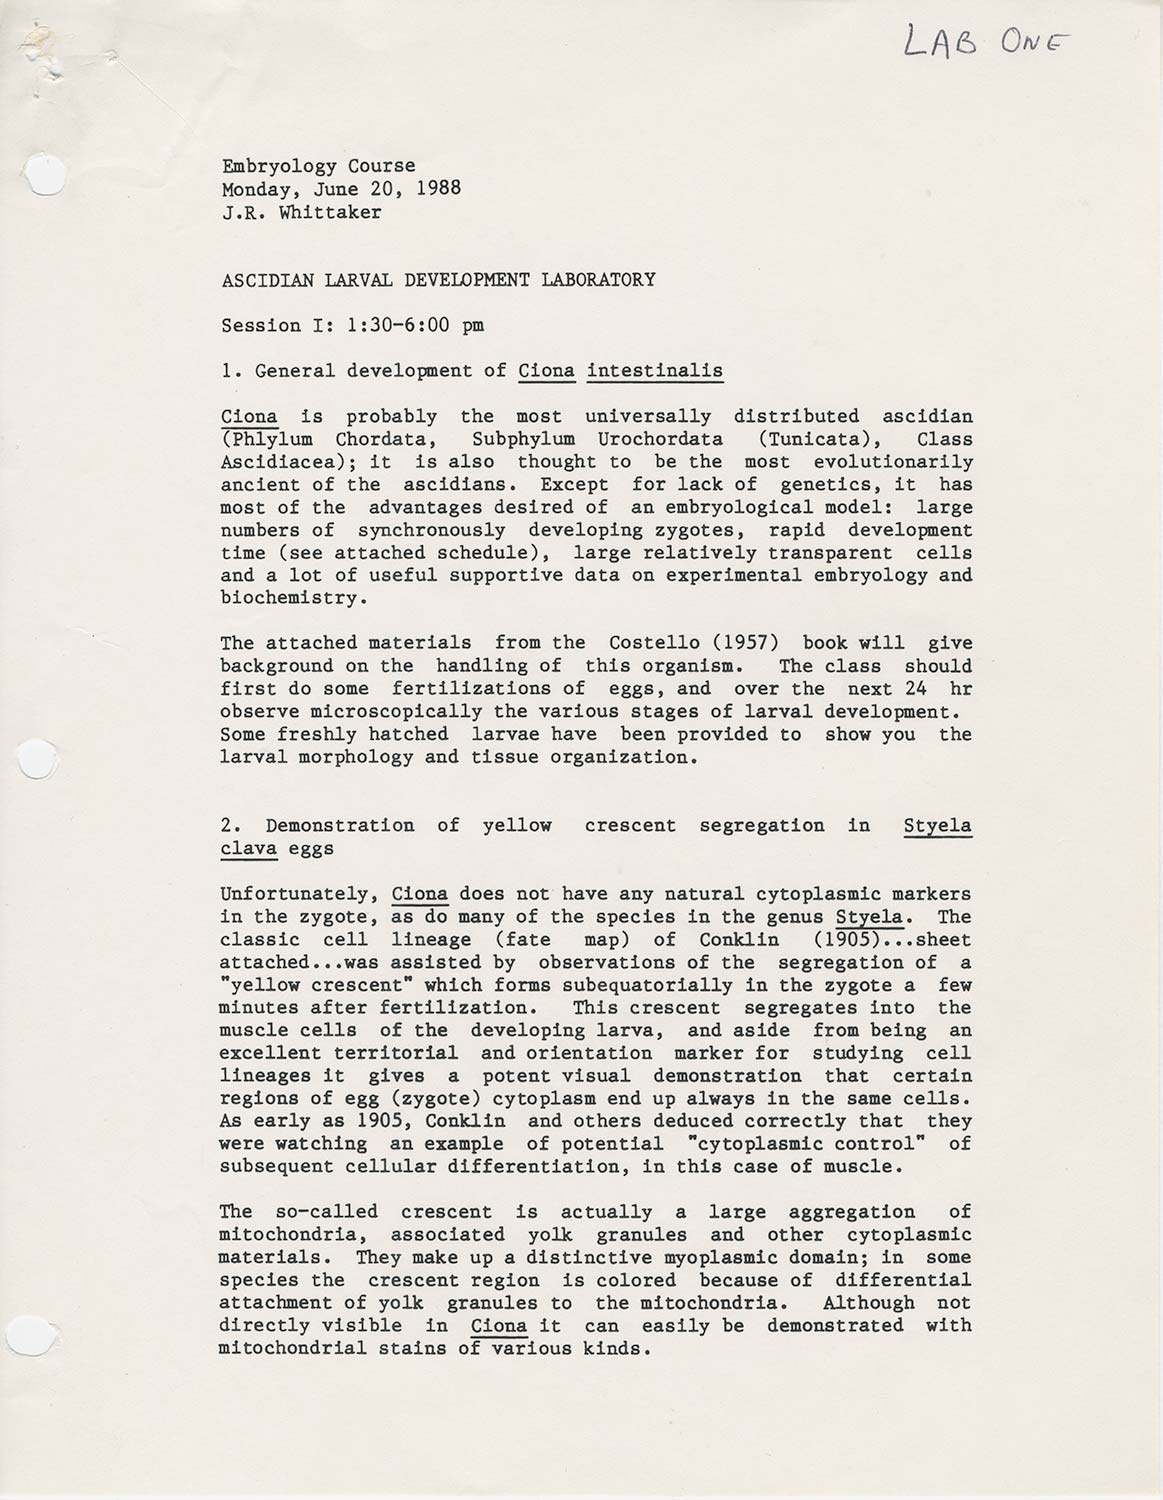 LAB ONE
Embryology Course
Monday, June 20, 1988
J.R. Whittaker
ASCIDIAN LARVAL DEVELOPMENT LABORATORY
Session I: 1:30-6:00 pm
1. General development of Ciona intestinalis
Ciona is probably the most universally distributed ascidian
(Phlylum Chordata, Subphylum Urochordata (Tunicata), Class
Ascidiacea); it is also thought to be the most evolutionarily
ancient of the ascidians. Except for lack of genetics, it has
most of the advantages desired of an embryological model: large
numbers of synchronously developing zygotes, rapid development
time (see attached schedule), large relatively transparent cells
and a lot of useful supportive data on experimental embryology and
biochemistry.
The attached materials from the Costello (1957) book will give
background on the handling of this organism. The class should
first do some fertilizations of eggs, and over the next 24 hr
observe microscopically the various stages of larval development.
Some freshly hatched larvae have been provided to show you the
larval morphology and tissue organization.
2. Demonstration of yellow crescent segregation in Styela
clava eggs
Unfortunately, Ciona does not have any natural cytoplasmic markers
in the zygote, as do many of the species in the genus Styela. The
classic cell lineage (fate map) of Conklin (1905)...sheet
attached...was assisted by observations of the segregation of a
"yellow crescent" which forms subequatorially in the zygote a few
minutes after fertilization. This crescent segregates into the
muscle cells of the developing larva, and aside from being an
excellent territorial and orientation marker for studying cell
lineages it gives a potent visual demonstration that certain
regions of egg (zygote) cytoplasm end up always in the same cells.
As early as 1905, Conklin and others deduced correctly that they
were watching an example of potential "cytoplasmic control" of
subsequent cellular differentiation, in this case of muscle.
The so-called crescent is actually a large aggregation of
mitochondria, associated yolk granules and other cytoplasmic
materials. They make up a distinctive myoplasmic domain; in some
species the crescent region is colored because of differential
attachment of yolk granules to the mitochondria. Although not
directly visible in Ciona it can easily be demonstrated with
mitochondrial stains of various kinds.